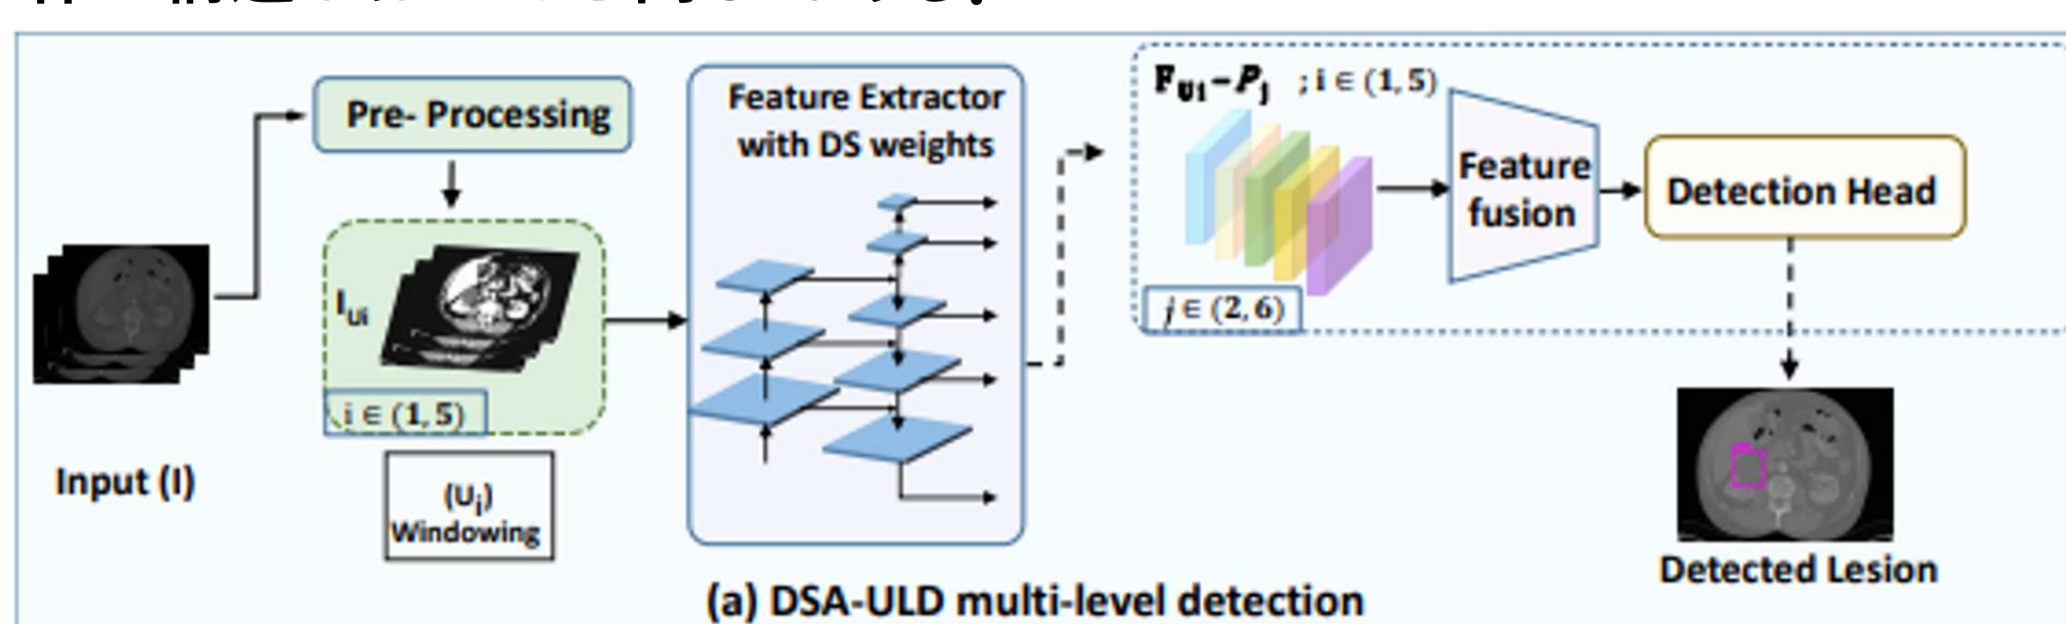 Pre- Processing
Feature Extractor
with DS weights
F_Ui – P_j ; i ∈ (1, 5)
Feature
fusion
Detection Head
I_Ui
j ∈ (2, 6)
i ∈ (1, 5)
Input (I)
(U_i)
Windowing
Detected Lesion
(a) DSA-ULD multi-level detection